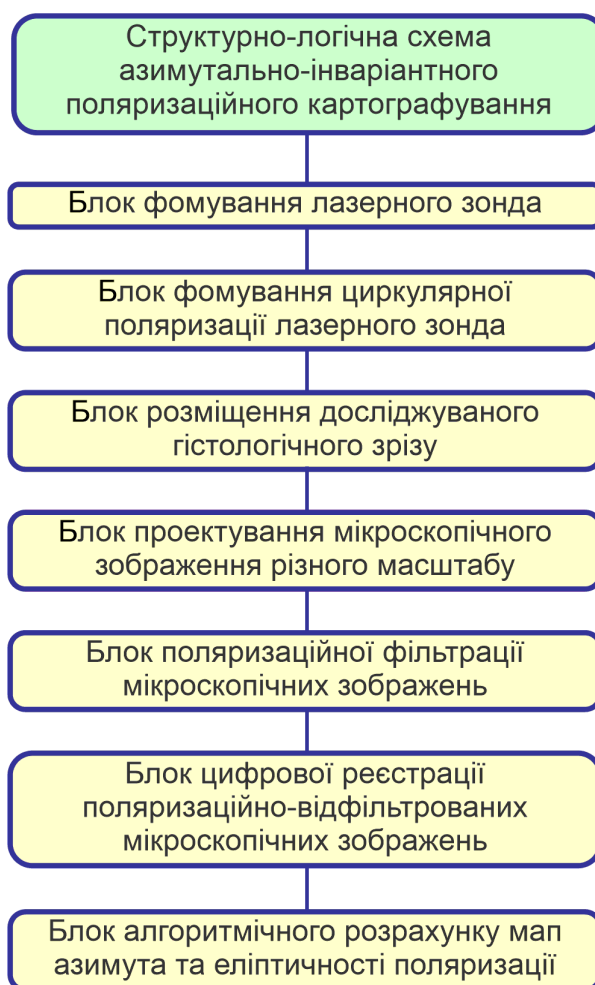 Структурно-логічна схема
азимутально-інваріантного
поляризаційного картографування
Блок фомування лазерного зонда
Блок фомування циркулярної
поляризації лазерного зонда
Блок розміщення досліджуваного
гістологічного зрізу
Блок проектування мікроскопічного
зображення різного масштабу
Блок поляризаційної фільтрації
мікроскопічних зображень
Блок цифрової реєстрації
поляризаційно-відфільтрованих
мікроскопічних зображень
Блок алгоритмічного розрахунку мап
азимута та еліптичності поляризації